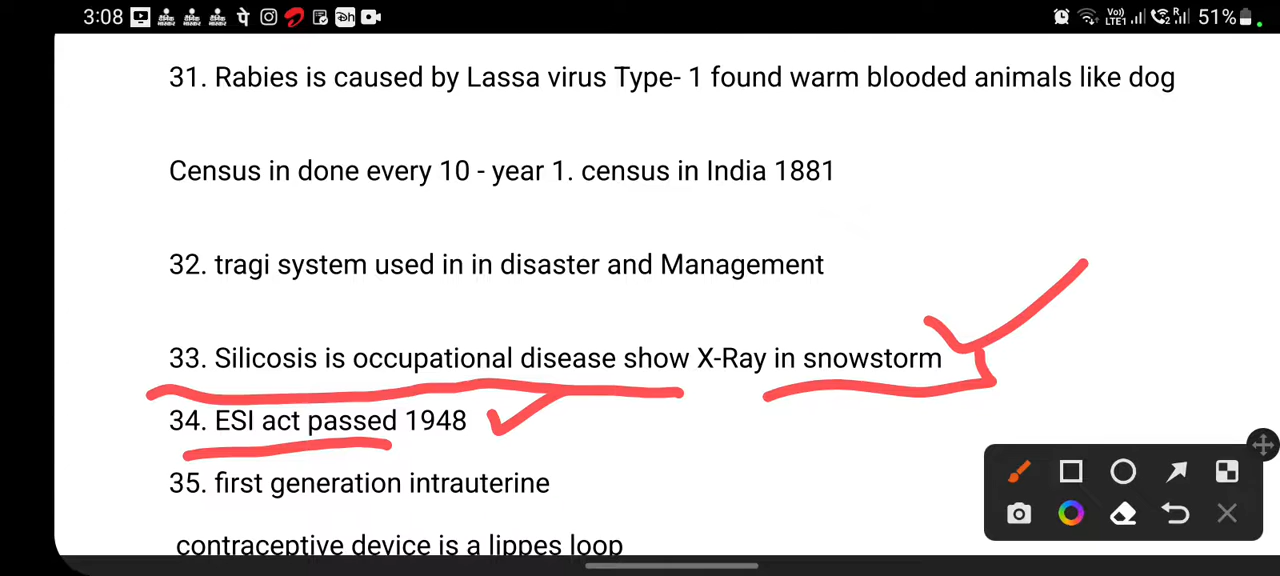 3:08 Vo) LTE1 R 51%
31. Rabies is caused by Lassa virus Type- 1 found warm blooded animals like dog
Census in done every 10 - year 1. census in India 1881
32. tragi system used in in disaster and Management
33. Silicosis is occupational disease show X-Ray in snowstorm
34. ESI act passed 1948
35. first generation intrauterine
contraceptive device is a lippes loop